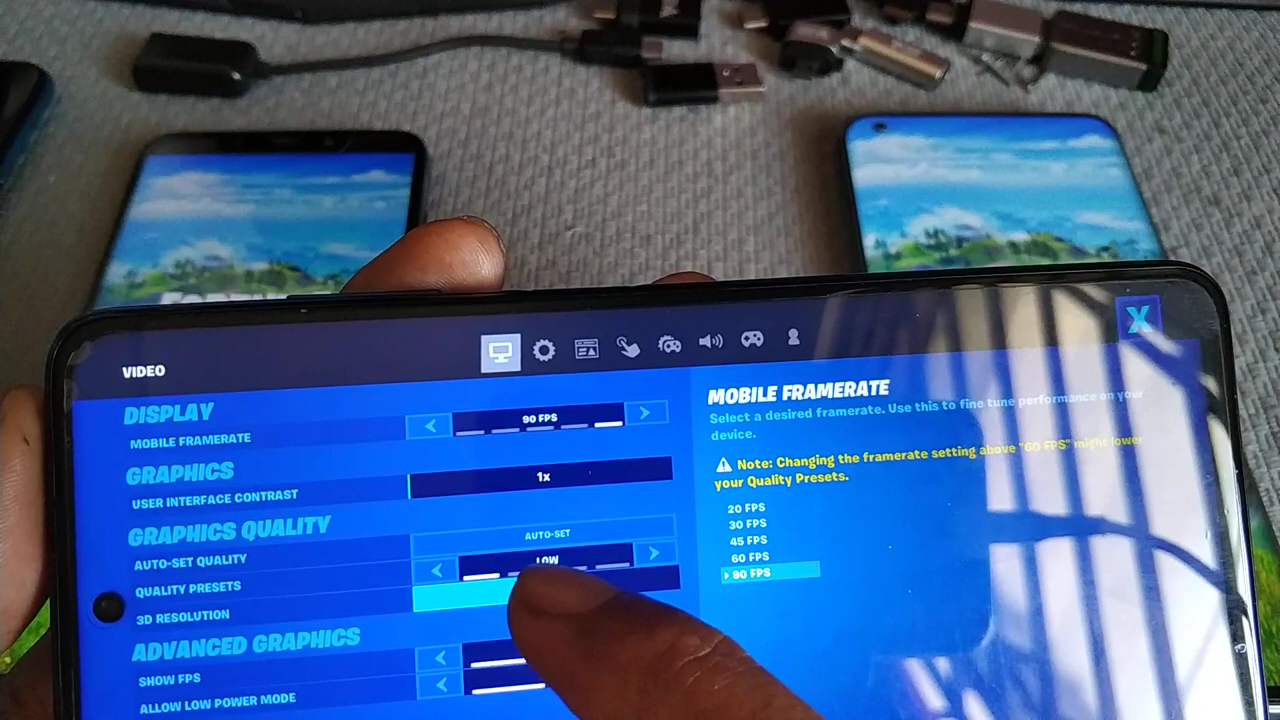 VIDEO
X
DISPLAY
MOBILE FRAMERATE
90 FPS
GRAPHICS
USER INTERFACE CONTRAST
1x
GRAPHICS QUALITY
AUTO-SET QUALITY
AUTO-SET
QUALITY PRESETS
LOW
3D RESOLUTION
ADVANCED GRAPHICS
SHOW FPS
ALLOW LOW POWER MODE
MOBILE FRAMERATE
Select a desired framerate. Use this to fine tune performance on your
device.
Note: Changing the framerate setting above "60 FPS" might lower
your Quality Presets.
20 FPS
30 FPS
45 FPS
60 FPS
90 FPS